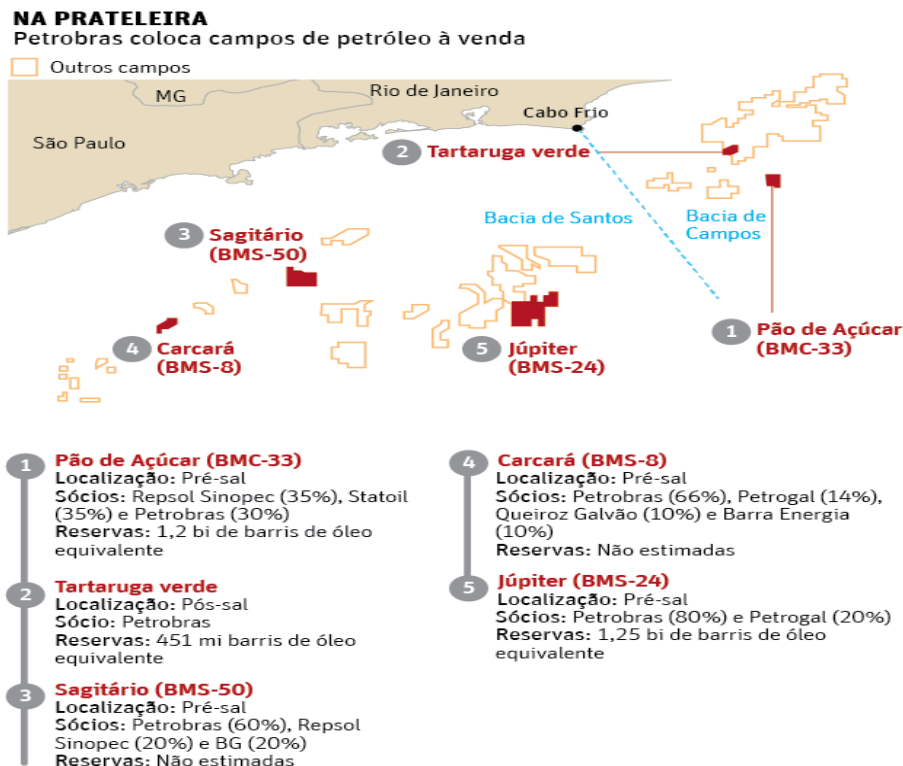 NA PRATELEIRA
Petrobras coloca campos de petróleo à venda
Outros campos
MG
Rio de Janeiro
Cabo Frio
São Paulo
2 Tartaruga verde
Bacia de Santos
Bacia de
Campos
3 Sagitário
(BMS-50)
1 Pão de Açúcar
(BMC-33)
4 Carcará
(BMS-8)
5 Júpiter
(BMS-24)
1 Pão de Açúcar (BMC-33)
Localização: Pré-sal
Sócios: Repsol Sinopec (35%), Statoil
(35%) e Petrobras (30%)
Reservas: 1,2 bi de barris de óleo
equivalente
2 Tartaruga verde
Localização: Pós-sal
Sócio: Petrobras
Reservas: 451 mi barris de óleo
equivalente
3 Sagitário (BMS-50)
Localização: Pré-sal
Sócios: Petrobras (60%), Repsol
Sinopec (20%) e BG (20%)
Reservas: Não estimadas
4 Carcará (BMS-8)
Localização: Pré-sal
Sócios: Petrobras (66%), Petrogal (14%),
Queiroz Galvão (10%) e Barra Energia
(10%)
Reservas: Não estimadas
5 Júpiter (BMS-24)
Localização: Pré-sal
Sócios: Petrobras (80%) e Petrogal (20%)
Reservas: 1,25 bi de barris de óleo
equivalente